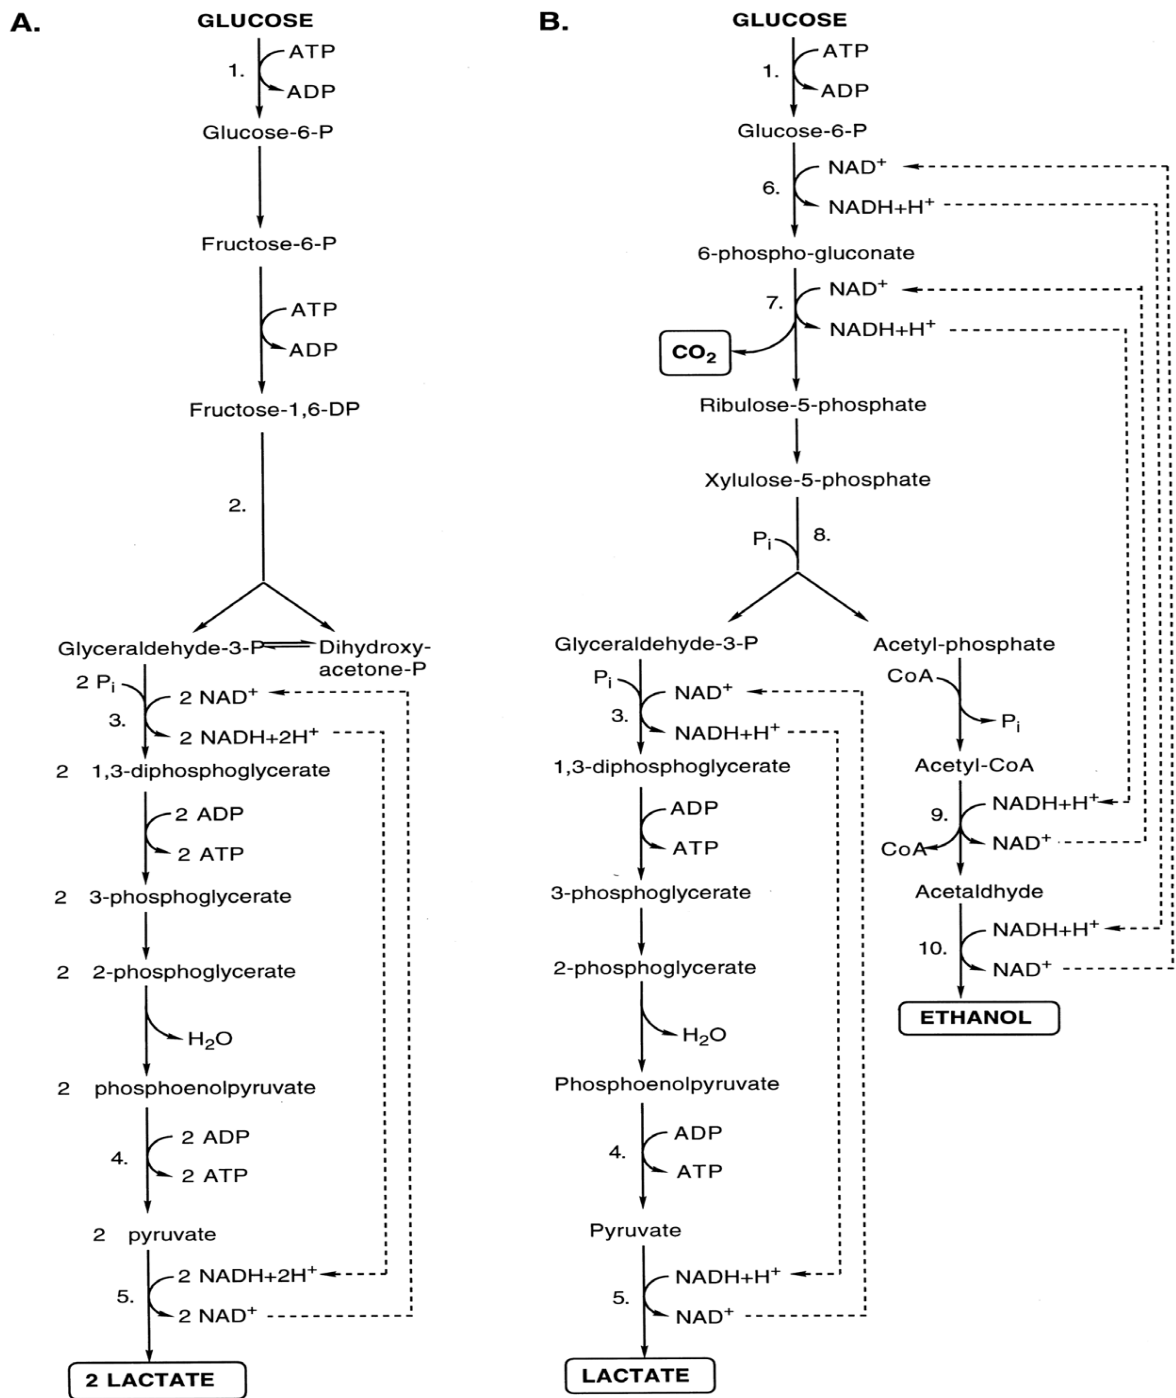 A.
GLUCOSE
1.
ATP
ADP
Glucose-6-P
Fructose-6-P
ATP
ADP
Fructose-1,6-DP
2.
Glyceraldehyde-3-P
Dihydroxy-
acetone-P
2 Pi
2 NAD+
3.
2 NADH+2H+
2 1,3-diphosphoglycerate
2 ADP
2 ATP
2 3-phosphoglycerate
2 2-phosphoglycerate
H2O
2 phosphoenolpyruvate
2 ADP
4.
2 ATP
2 pyruvate
2 NADH+2H+
5.
2 NAD+
2 LACTATE
B.
GLUCOSE
1.
ATP
ADP
Glucose-6-P
NAD+
6.
NADH+H+
6-phospho-gluconate
NAD+
7.
NADH+H+
CO2
Ribulose-5-phosphate
Xylulose-5-phosphate
Pi
8.
Glyceraldehyde-3-P
Pi
NAD+
3.
NADH+H+
1,3-diphosphoglycerate
ADP
ATP
3-phosphoglycerate
2-phosphoglycerate
H2O
Phosphoenolpyruvate
ADP
4.
ATP
Pyruvate
NADH+H+
5.
NAD+
LACTATE
Acetyl-phosphate
CoA
Pi
Acetyl-CoA
NADH+H+
9.
CoA
NAD+
Acetaldhyde
NADH+H+
10.
NAD+
ETHANOL